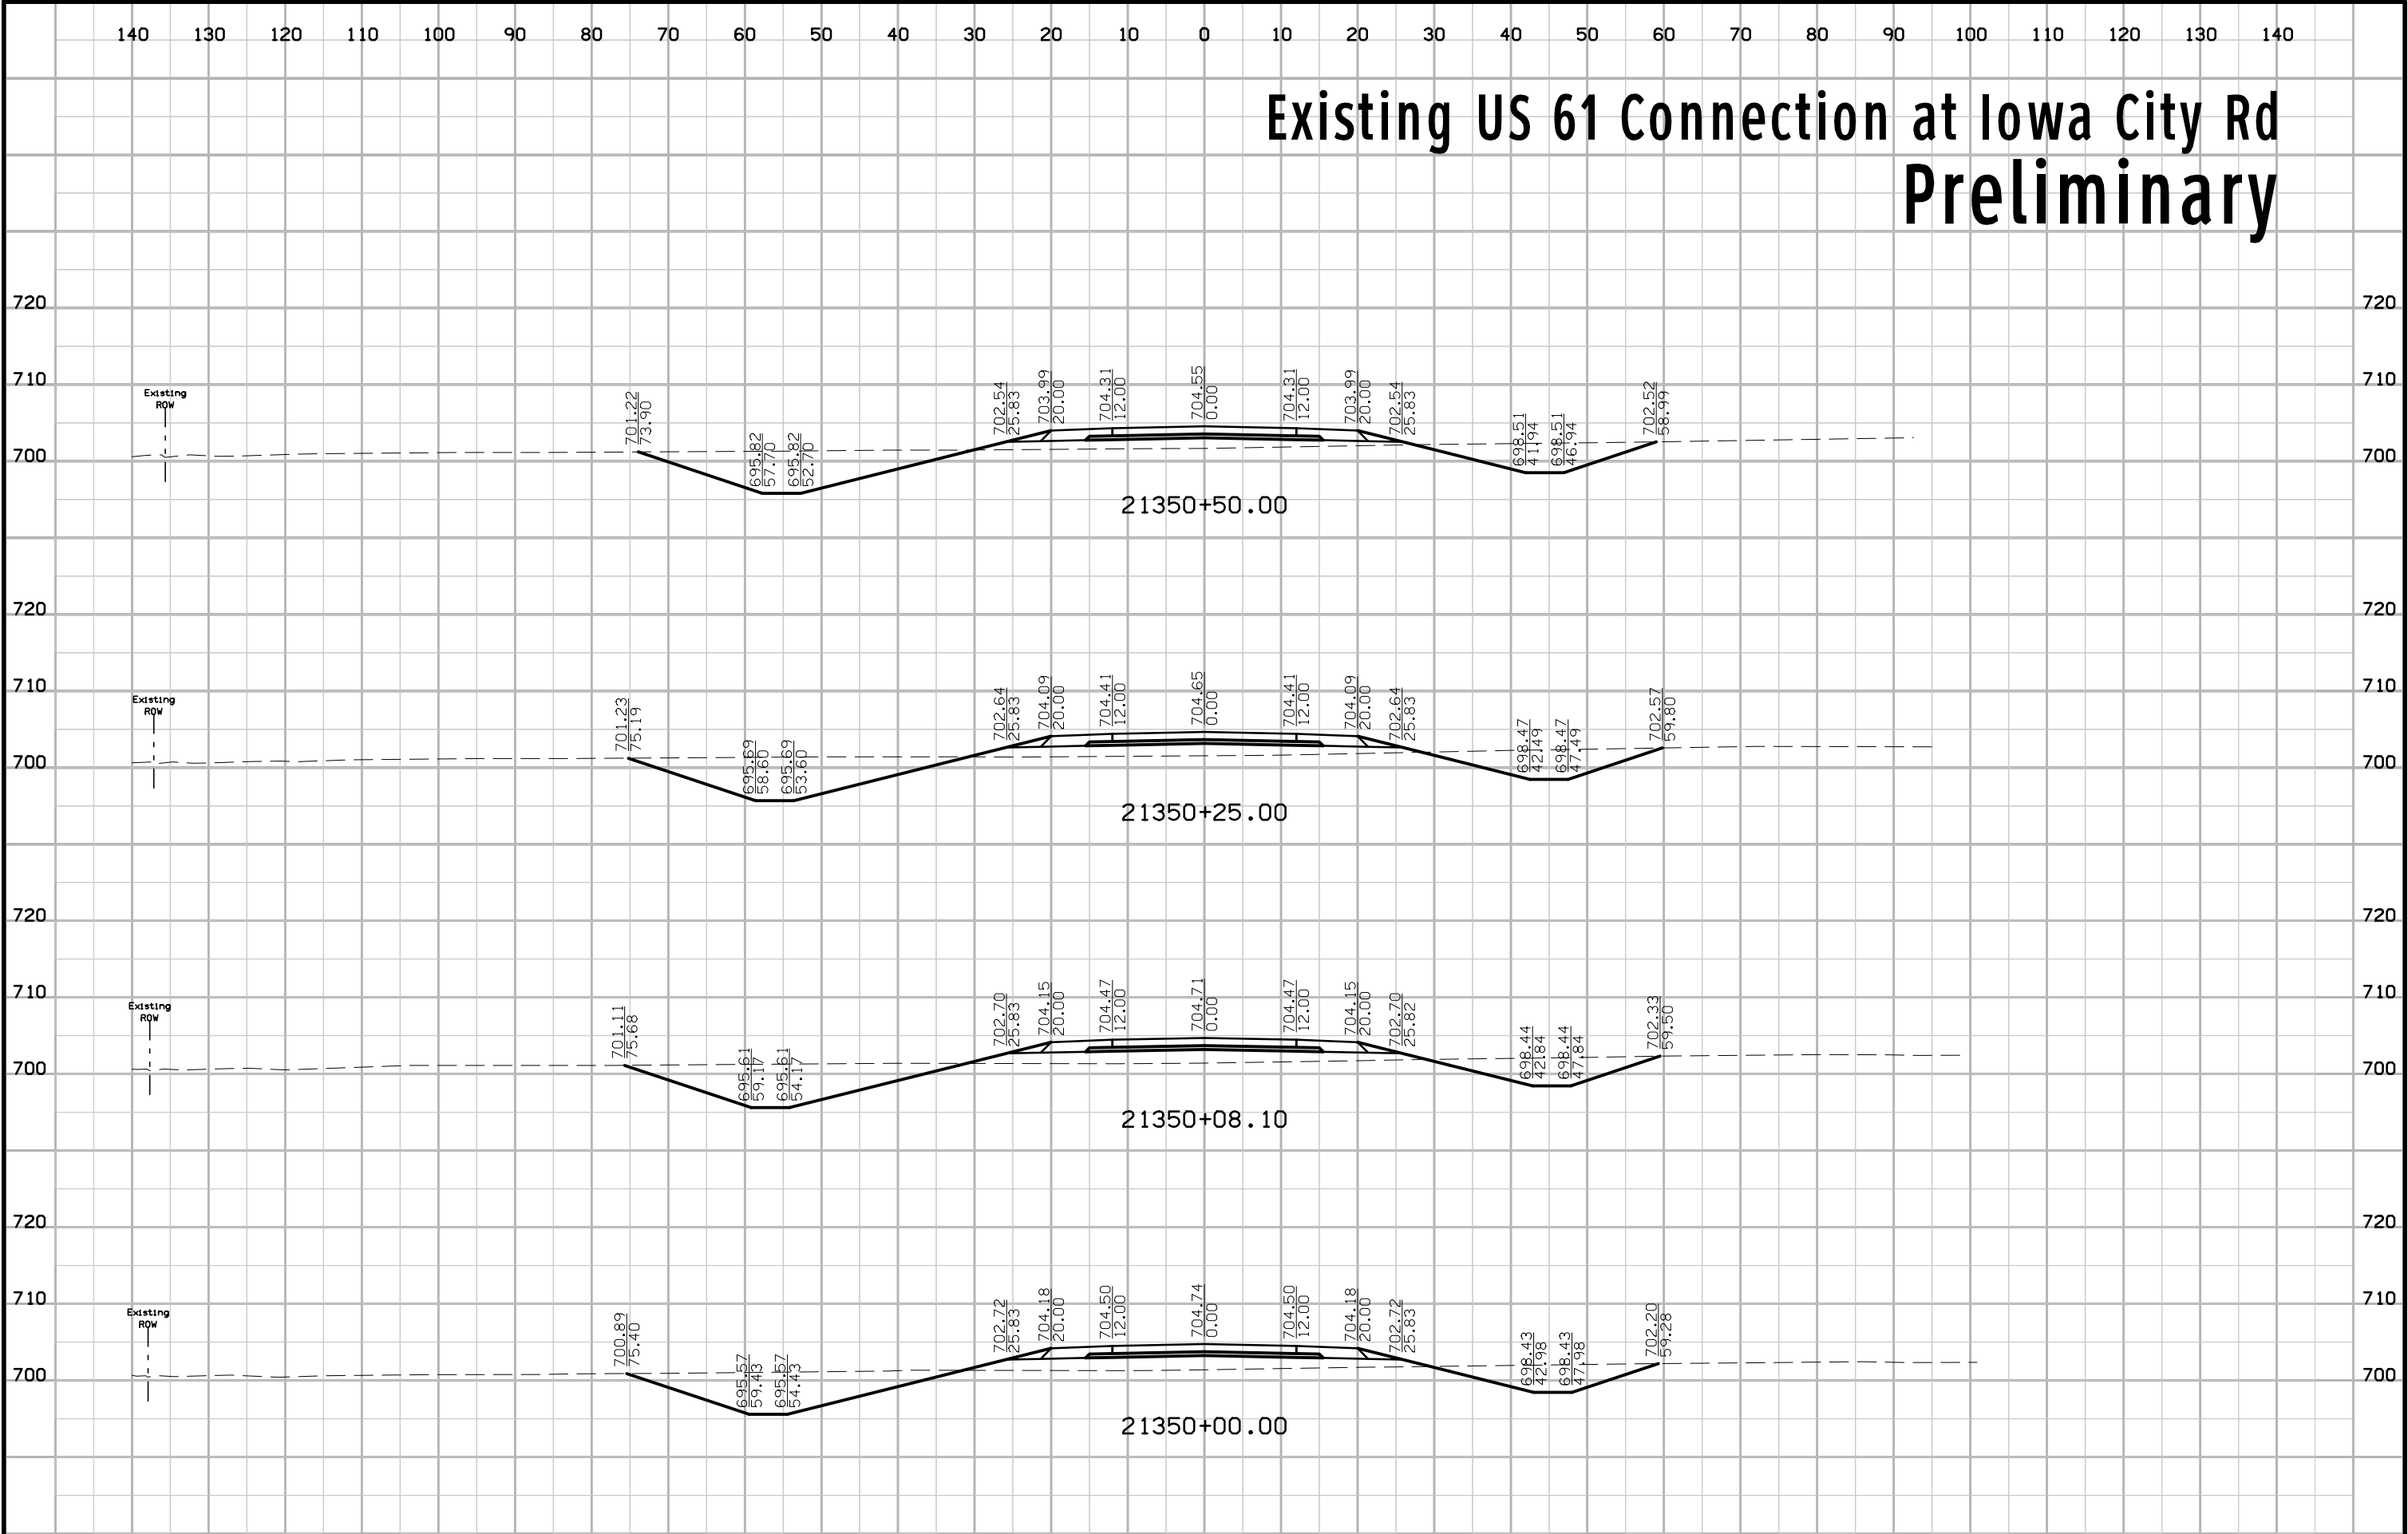 140 130 120 110 100 90 80 70 60 50 40 30 20 10 0 10 20 30 40 50 60 70 80 90 100 110 120 130 140
Existing US 61 Connection at Iowa City Rd
Preliminary
720 720
710 710
700 700
Existing
ROW
701.22 695.82 695.82 702.54 703.99 704.31 704.55 704.31 703.99 702.54 698.51 698.51 702.52
73.90 57.70 52.70 25.83 20.00 12.00 0.00 12.00 20.00 25.83 41.94 46.94 58.99
21350+50.00
720 720
710 710
700 700
Existing
ROW
701.23 695.69 695.69 702.64 704.09 704.41 704.65 704.41 704.09 702.64 698.47 698.47 702.57
75.19 58.60 53.60 25.83 20.00 12.00 0.00 12.00 20.00 25.83 42.49 47.49 59.80
21350+25.00
720 720
710 710
700 700
Existing
ROW
701.11 695.61 695.61 702.70 704.15 704.47 704.71 704.47 704.15 702.70 698.44 698.44 702.33
75.68 59.17 54.17 25.83 20.00 12.00 0.00 12.00 20.00 25.82 42.84 47.84 59.50
21350+08.10
720 720
710 710
700 700
Existing
ROW
700.89 695.57 695.57 702.72 704.18 704.50 704.74 704.50 704.18 702.72 698.43 698.43 702.20
75.40 59.43 54.43 25.83 20.00 12.00 0.00 12.00 20.00 25.83 42.98 47.98 59.28
21350+00.00